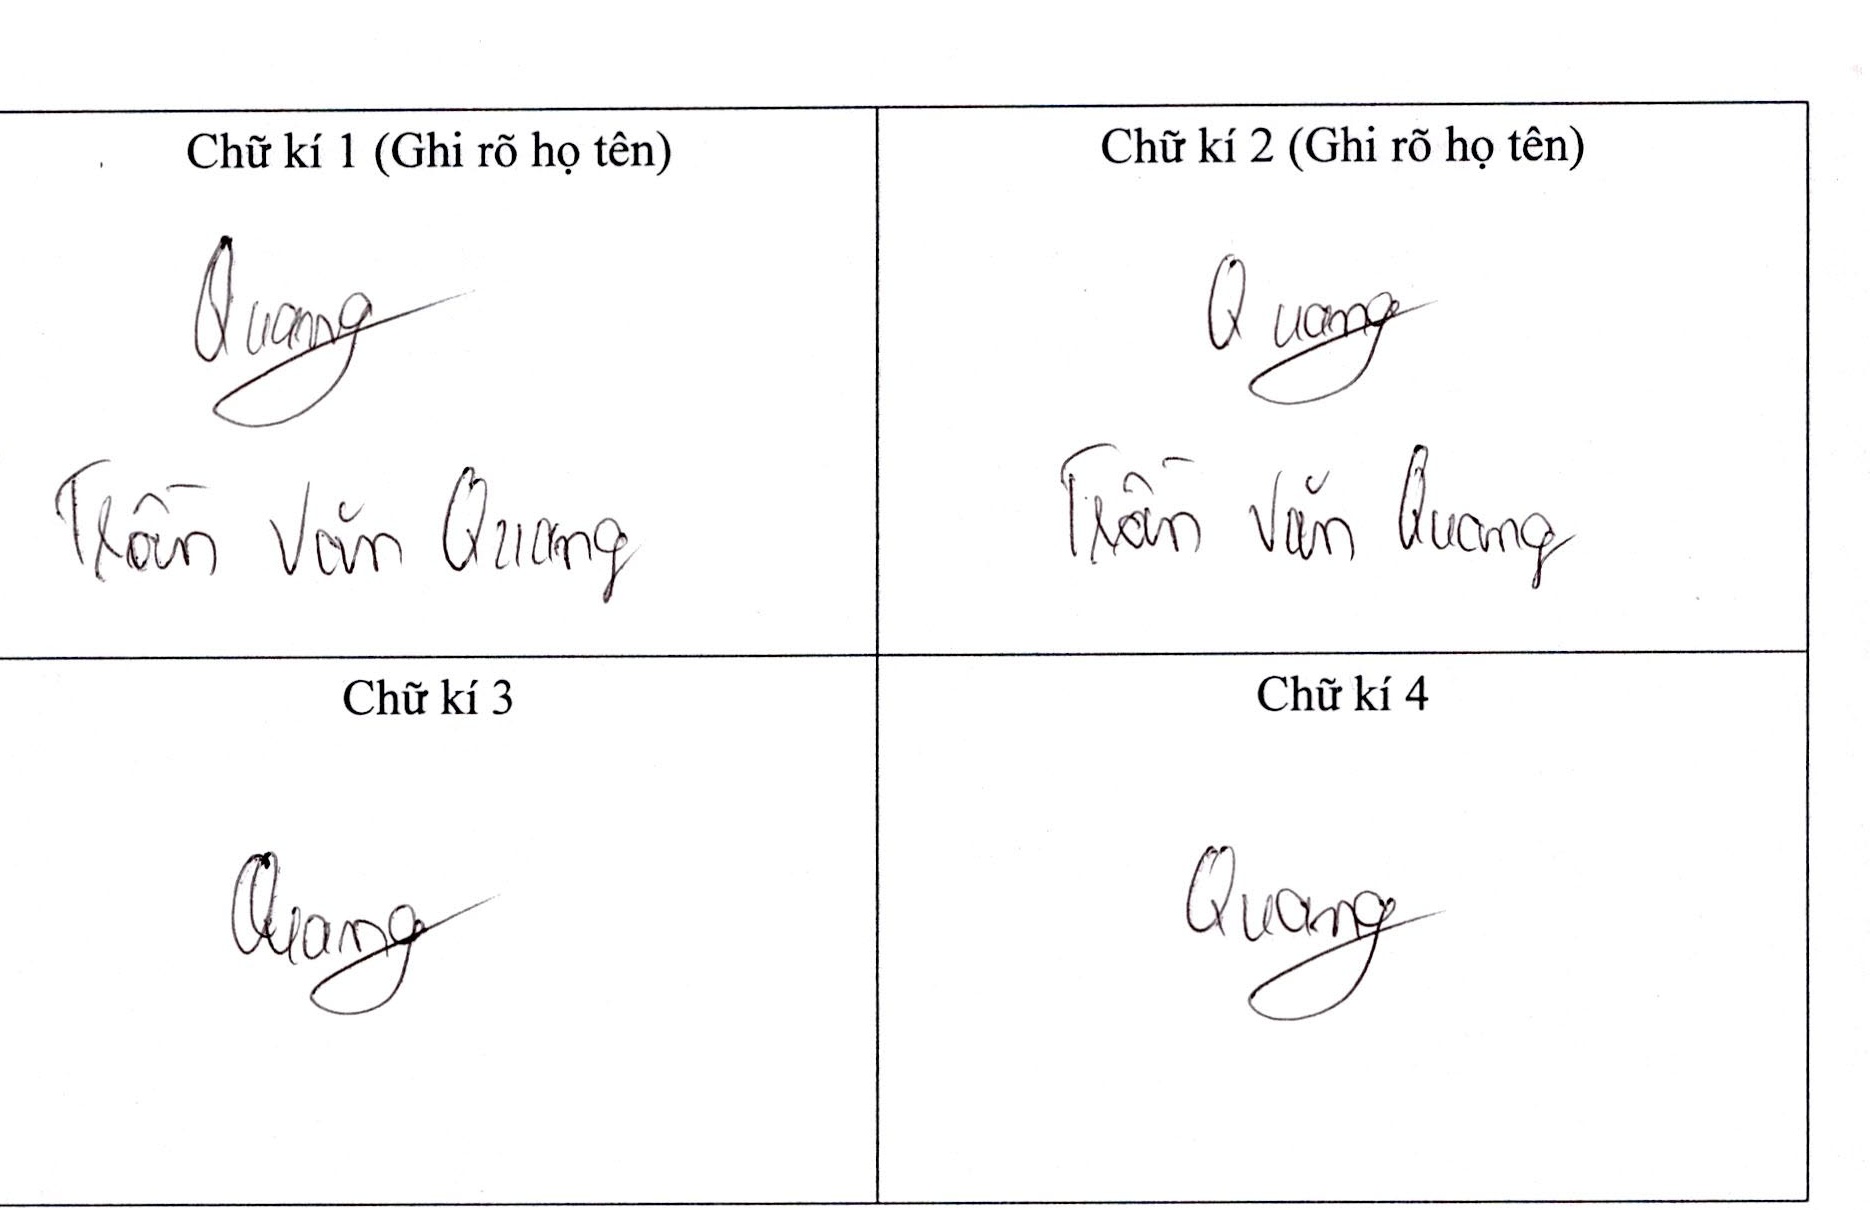 Chữ kí 1 (Ghi rõ họ tên)
Quang
Trần Văn Quang
Chữ kí 2 (Ghi rõ họ tên)
Quang
Trần Văn Quang
Chữ kí 3
Quang
Chữ kí 4
Quang